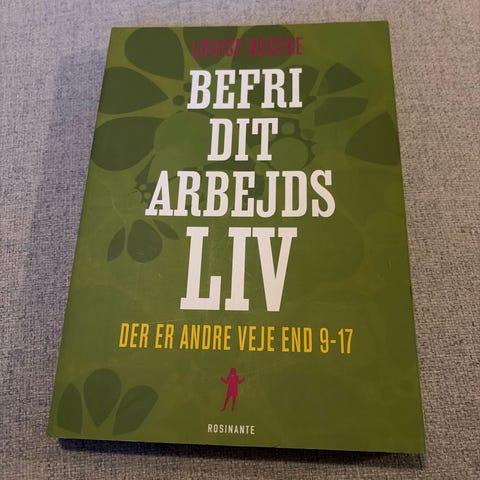 LOUISE
BEFRI
DIT
ARBEJDS
LIV
DER ER ANDRE VEJE END 9-17
ROSINANTE